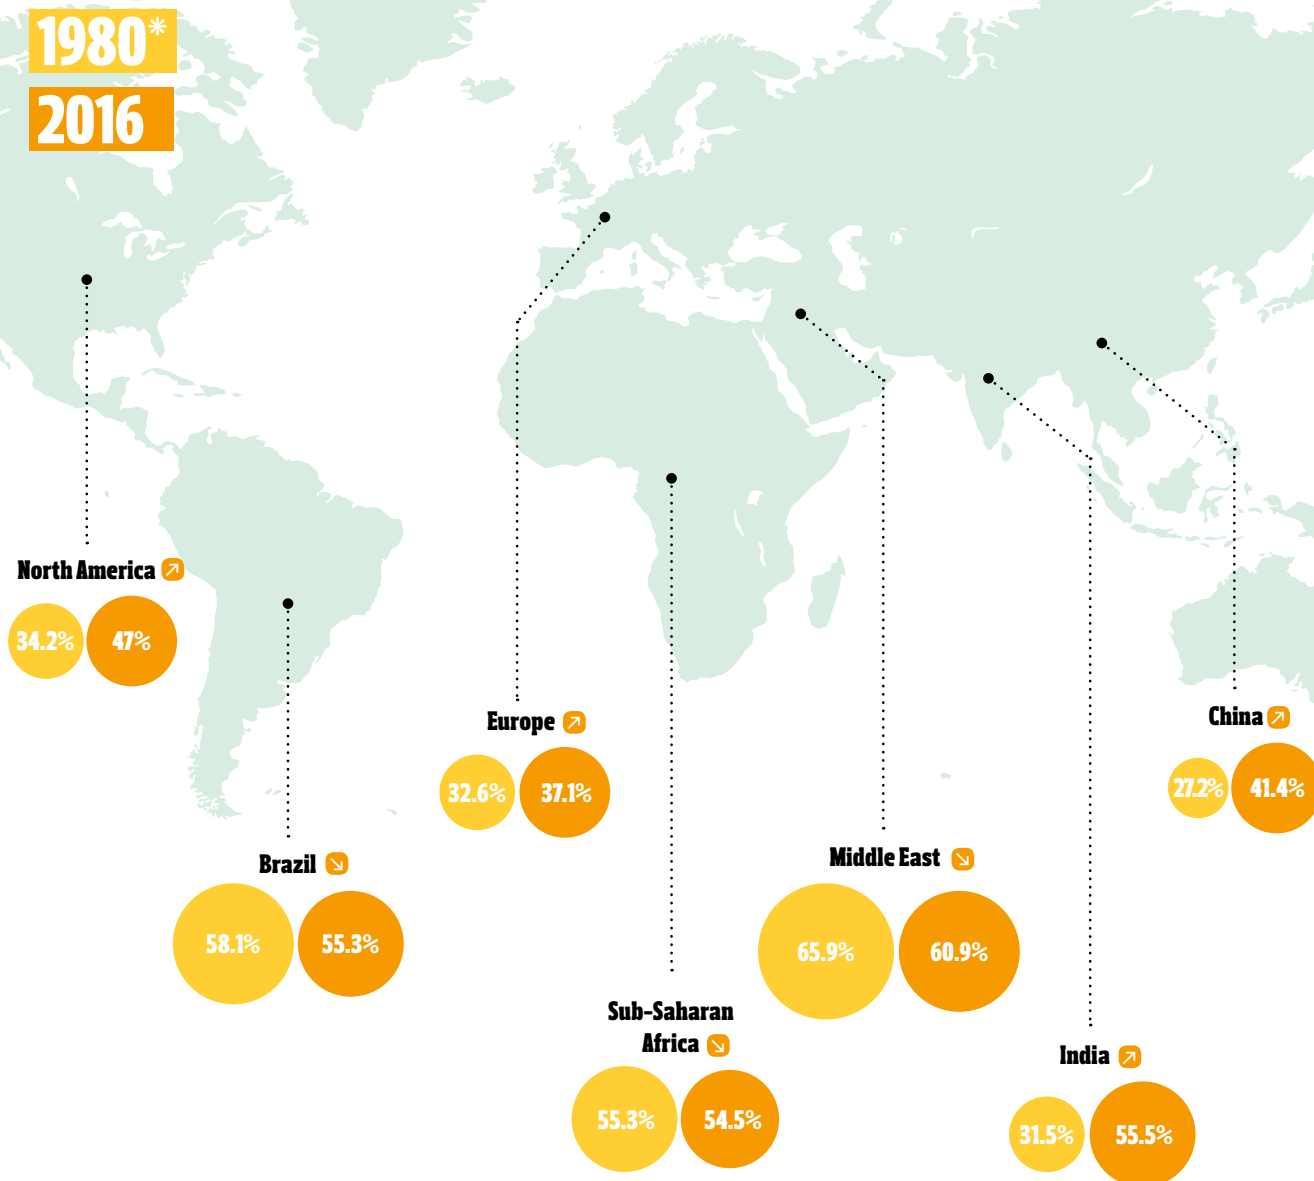 1980*
2016
North America
34.2% 47%
Europe
32.6% 37.1%
China
27.2% 41.4%
Brazil
58.1% 55.3%
Middle East
65.9% 60.9%
Sub-Saharan
Africa
55.3% 54.5%
India
31.5% 55.5%